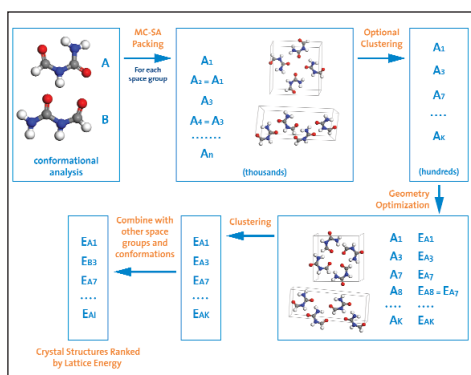 A
B
conformational
analysis
MC-SA
Packing
For each
space group
A1
A2 = A1
A3
A4 = A3
.......
An
(thousands)
Optional
Clustering
A1
A3
A7
....
AK
(hundreds)
Geometry
Optimization
A1 EA1
A3 EA3
A7 EA7
A8 EA8 = EA7
.... ....
AK EAK
Clustering
EA1
EA3
EA7
....
EAK
Combine with
other space
groups and
conformations
EA1
EB3
EA7
....
EAI
Crystal Structures Ranked
by Lattice Energy